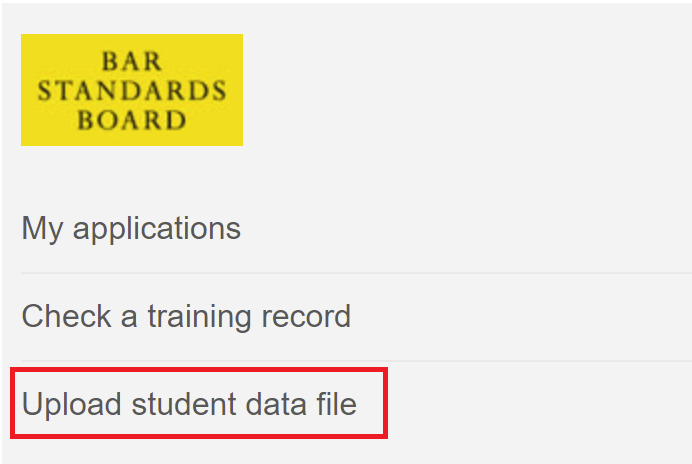 BAR
STANDARDS
BOARD
My applications
Check a training record
Upload student data file